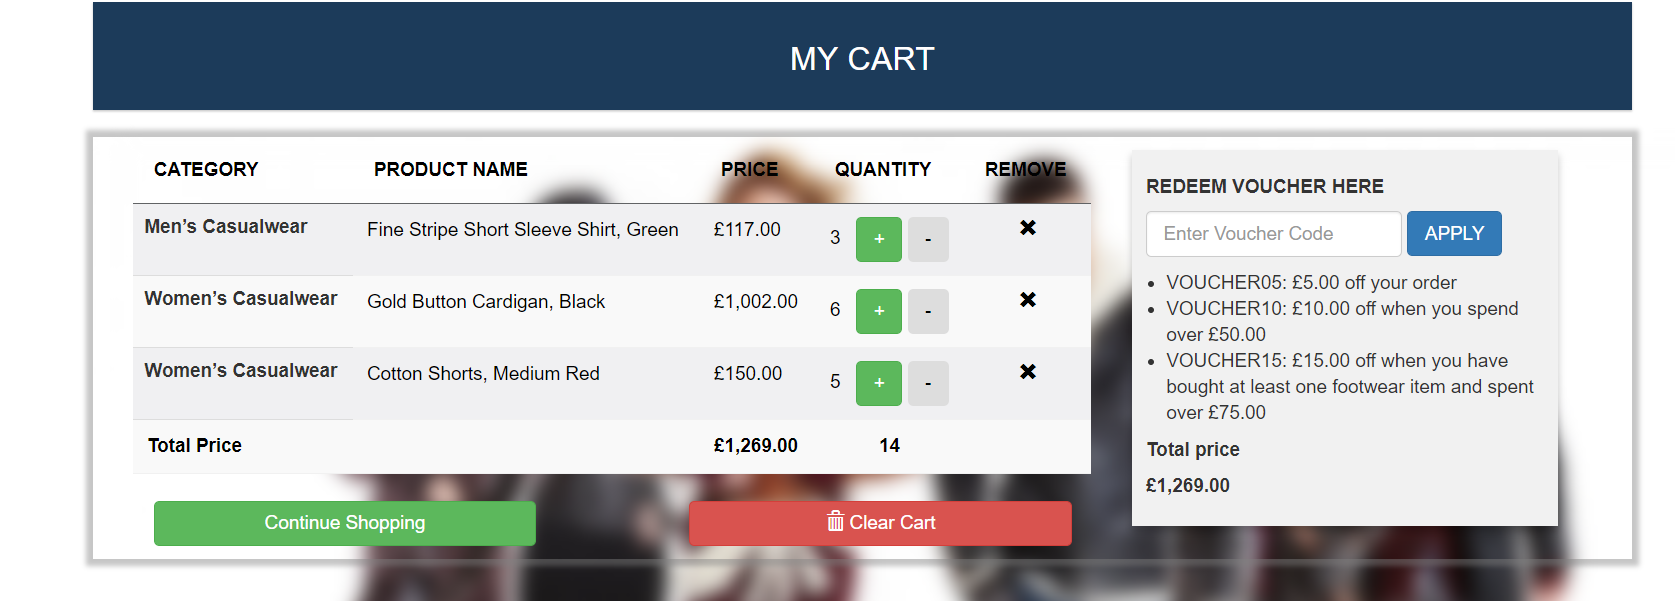 MY CART
CATEGORY PRODUCT NAME PRICE QUANTITY REMOVE
Men’s Casualwear Fine Stripe Short Sleeve Shirt, Green £117.00 3 + - ✖
Women’s Casualwear Gold Button Cardigan, Black £1,002.00 6 + - ✖
Women’s Casualwear Cotton Shorts, Medium Red £150.00 5 + - ✖
Total Price £1,269.00 14
Continue Shopping Clear Cart
REDEEM VOUCHER HERE
Enter Voucher Code APPLY
• VOUCHER05: £5.00 off your order
• VOUCHER10: £10.00 off when you spend
over £50.00
• VOUCHER15: £15.00 off when you have
bought at least one footwear item and spent
over £75.00
Total price
£1,269.00